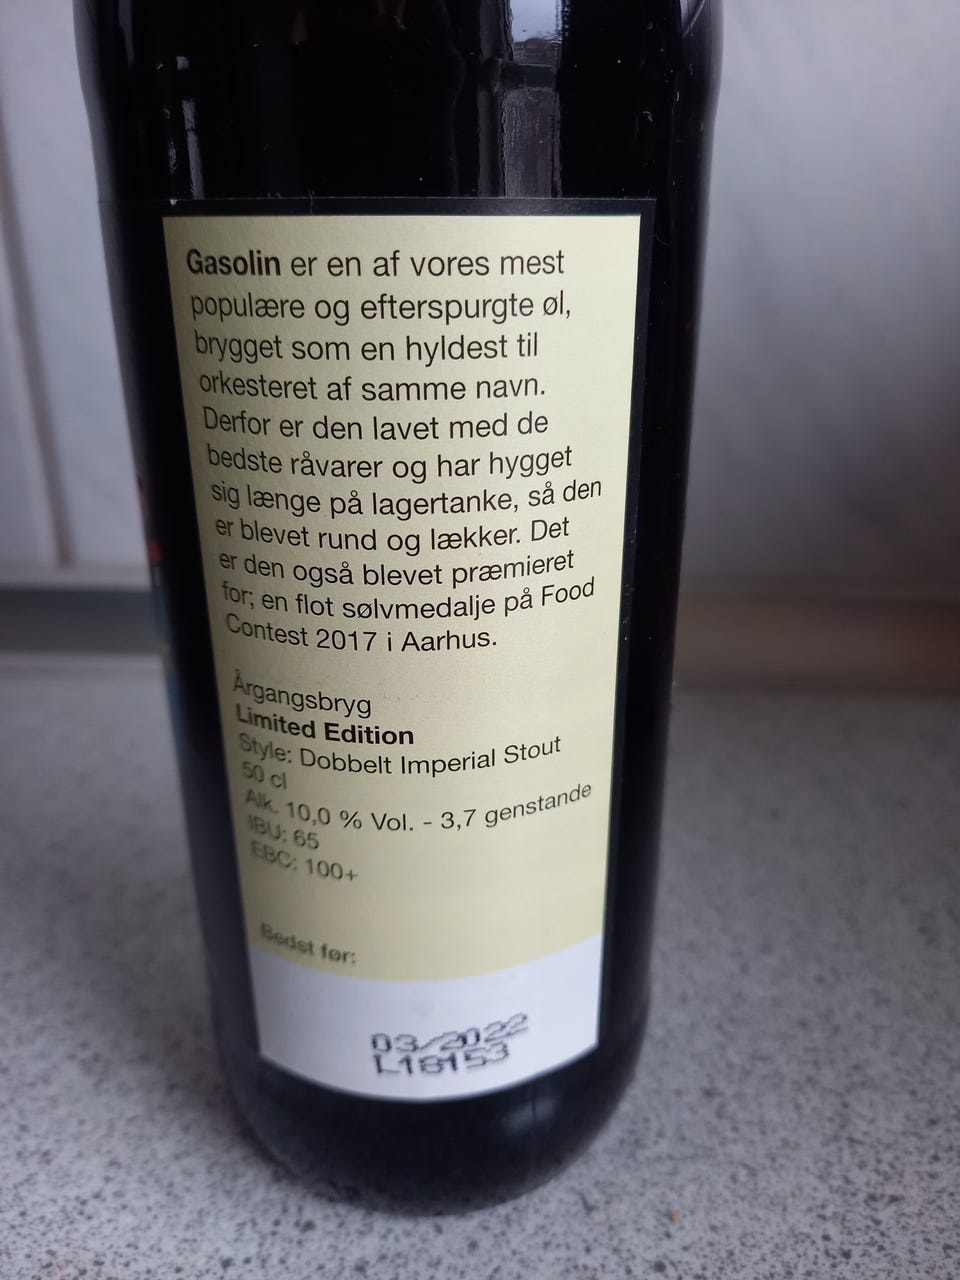 Gasolin er en af vores mest
populære og efterspurgte øl,
brygget som en hyldest til
orkesteret af samme navn.
Derfor er den lavet med de
bedste råvarer og har hygget
sig længe på lagertanke, så den
er blevet rund og lækker. Det
er den også blevet præmieret
for; en flot sølvmedalje på Food
Contest 2017 i Aarhus.
Årgangsbryg
Limited Edition
Style: Dobbelt Imperial Stout
50 cl
Alk. 10,0 % Vol. - 3,7 genstande
IBU: 65
EBC: 100+
Bedst før:
03/2022
L18153